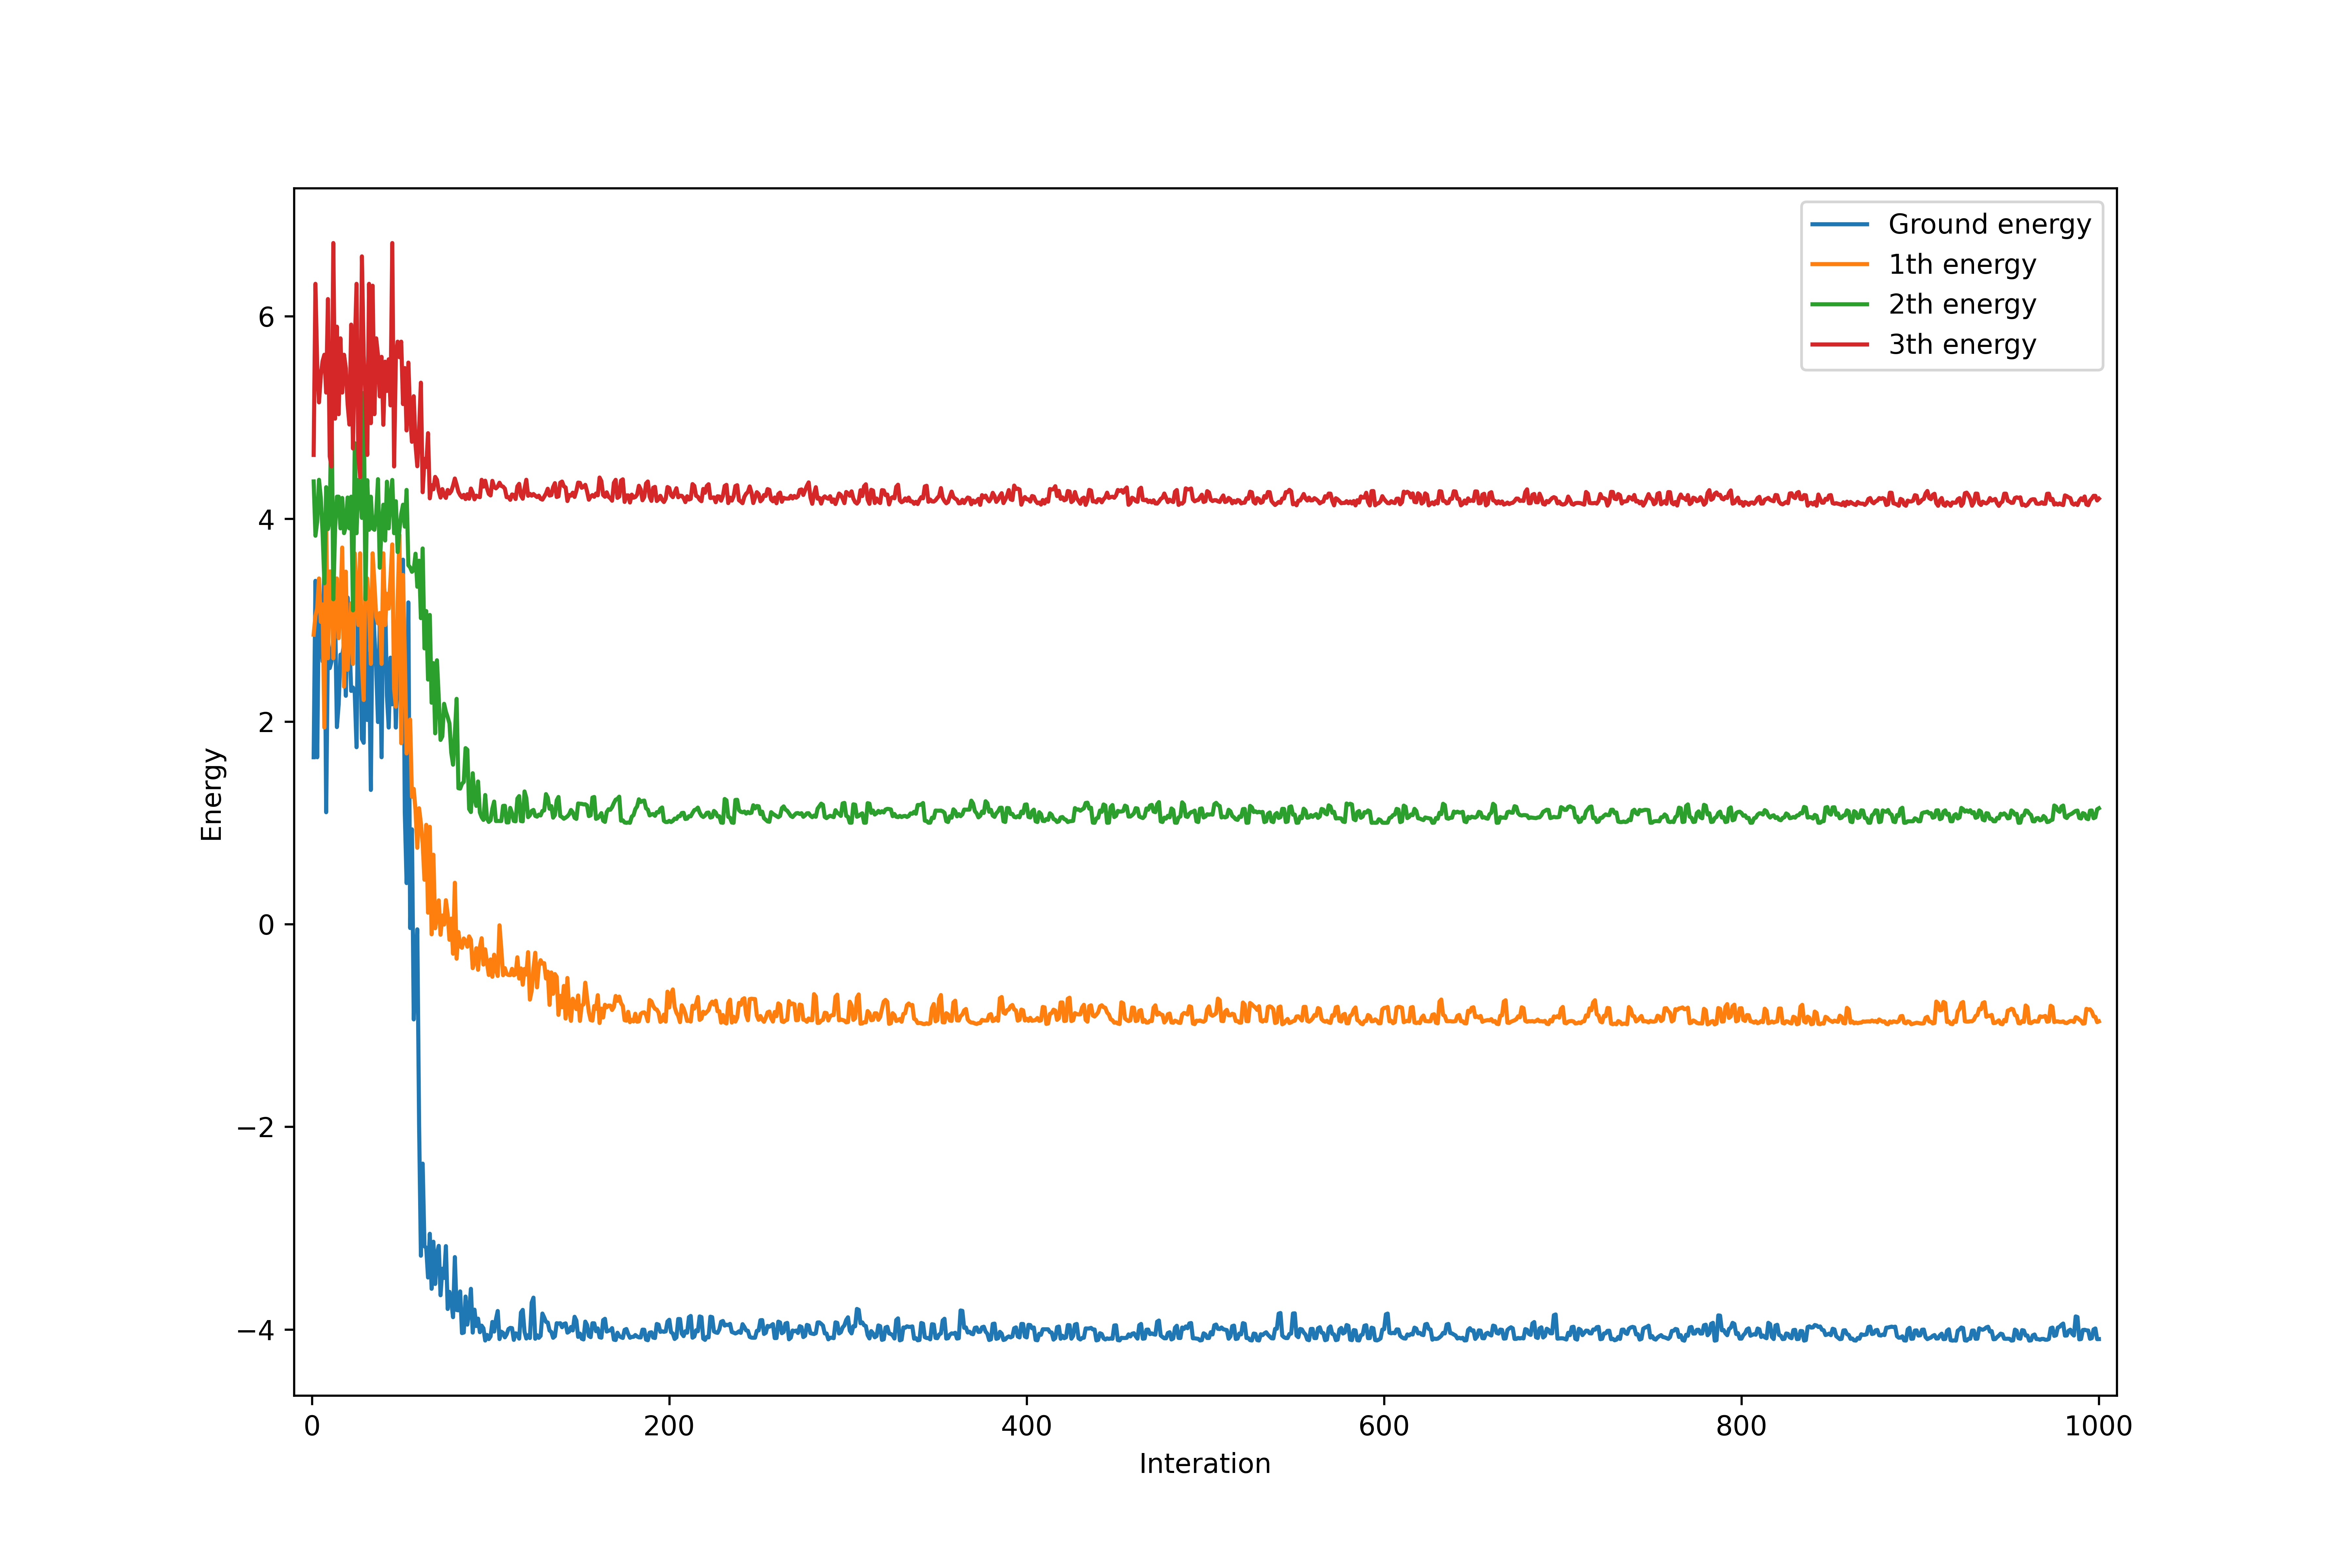 Ground energy
1th energy
2th energy
3th energy
6
4
2
0
−2
−4
Energy
0 200 400 600 800 1000
Interation